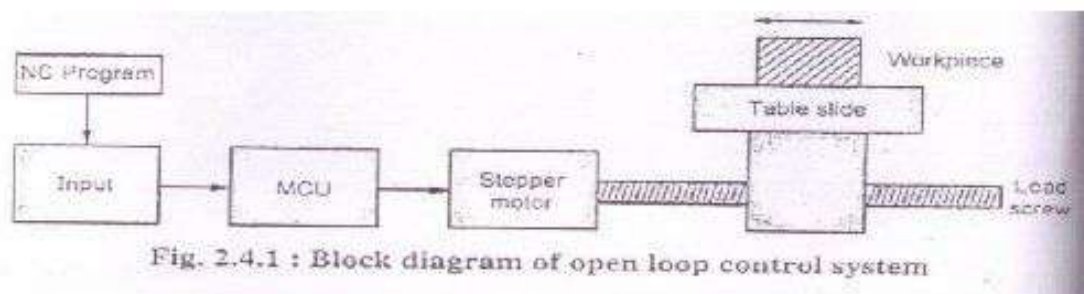 NC Program
Input
MCU
Stepper
motor
Workpiece
Table slide
Lead
screw
Fig. 2.4.1 : Block diagram of open loop control system